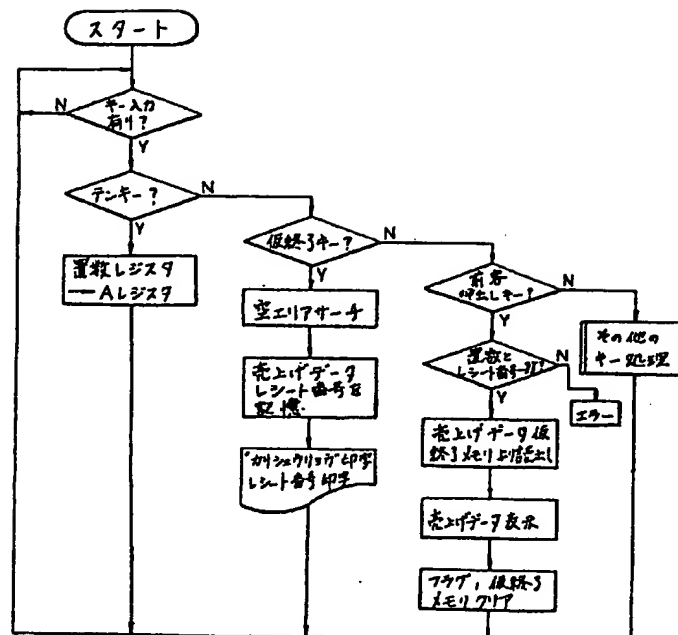 スタート
キー入力
有り?
N
Y
テンキー?
N
Y
置数レジスタ
→Aレジスタ
仮終了キー?
N
Y
空エリアサーチ
売上げデータ
レシート番号を
記憶
"カリシュウリョウ"印字
レシート番号印字
前客
呼出しキー?
N
Y
その他の
キー処理
置数と
レシート番号一致?
N
Y
エラー
売上げデータ仮
終了メモリより読出し
売上げデータ表示
フラグ,仮終了
メモリクリア